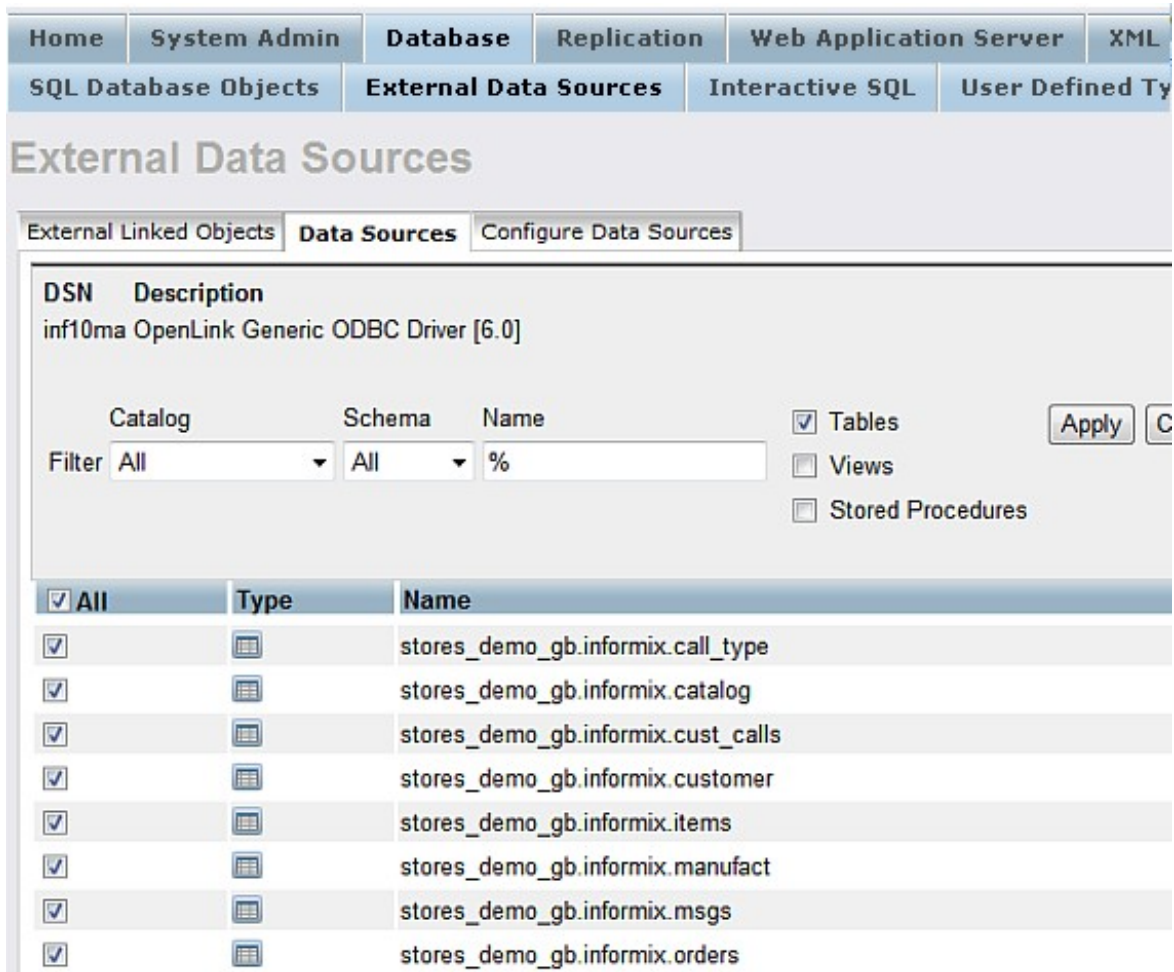 Home System Admin Database Replication Web Application Server XML
SQL Database Objects External Data Sources Interactive SQL User Defined Ty
External Data Sources
External Linked Objects Data Sources Configure Data Sources
DSN Description
inf10ma OpenLink Generic ODBC Driver [6.0]
Catalog Schema Name Tables Apply C
Filter All All % Views
Stored Procedures
All Type Name
stores_demo_gb.informix.call_type
stores_demo_gb.informix.catalog
stores_demo_gb.informix.cust_calls
stores_demo_gb.informix.customer
stores_demo_gb.informix.items
stores_demo_gb.informix.manufact
stores_demo_gb.informix.msgs
stores_demo_gb.informix.orders